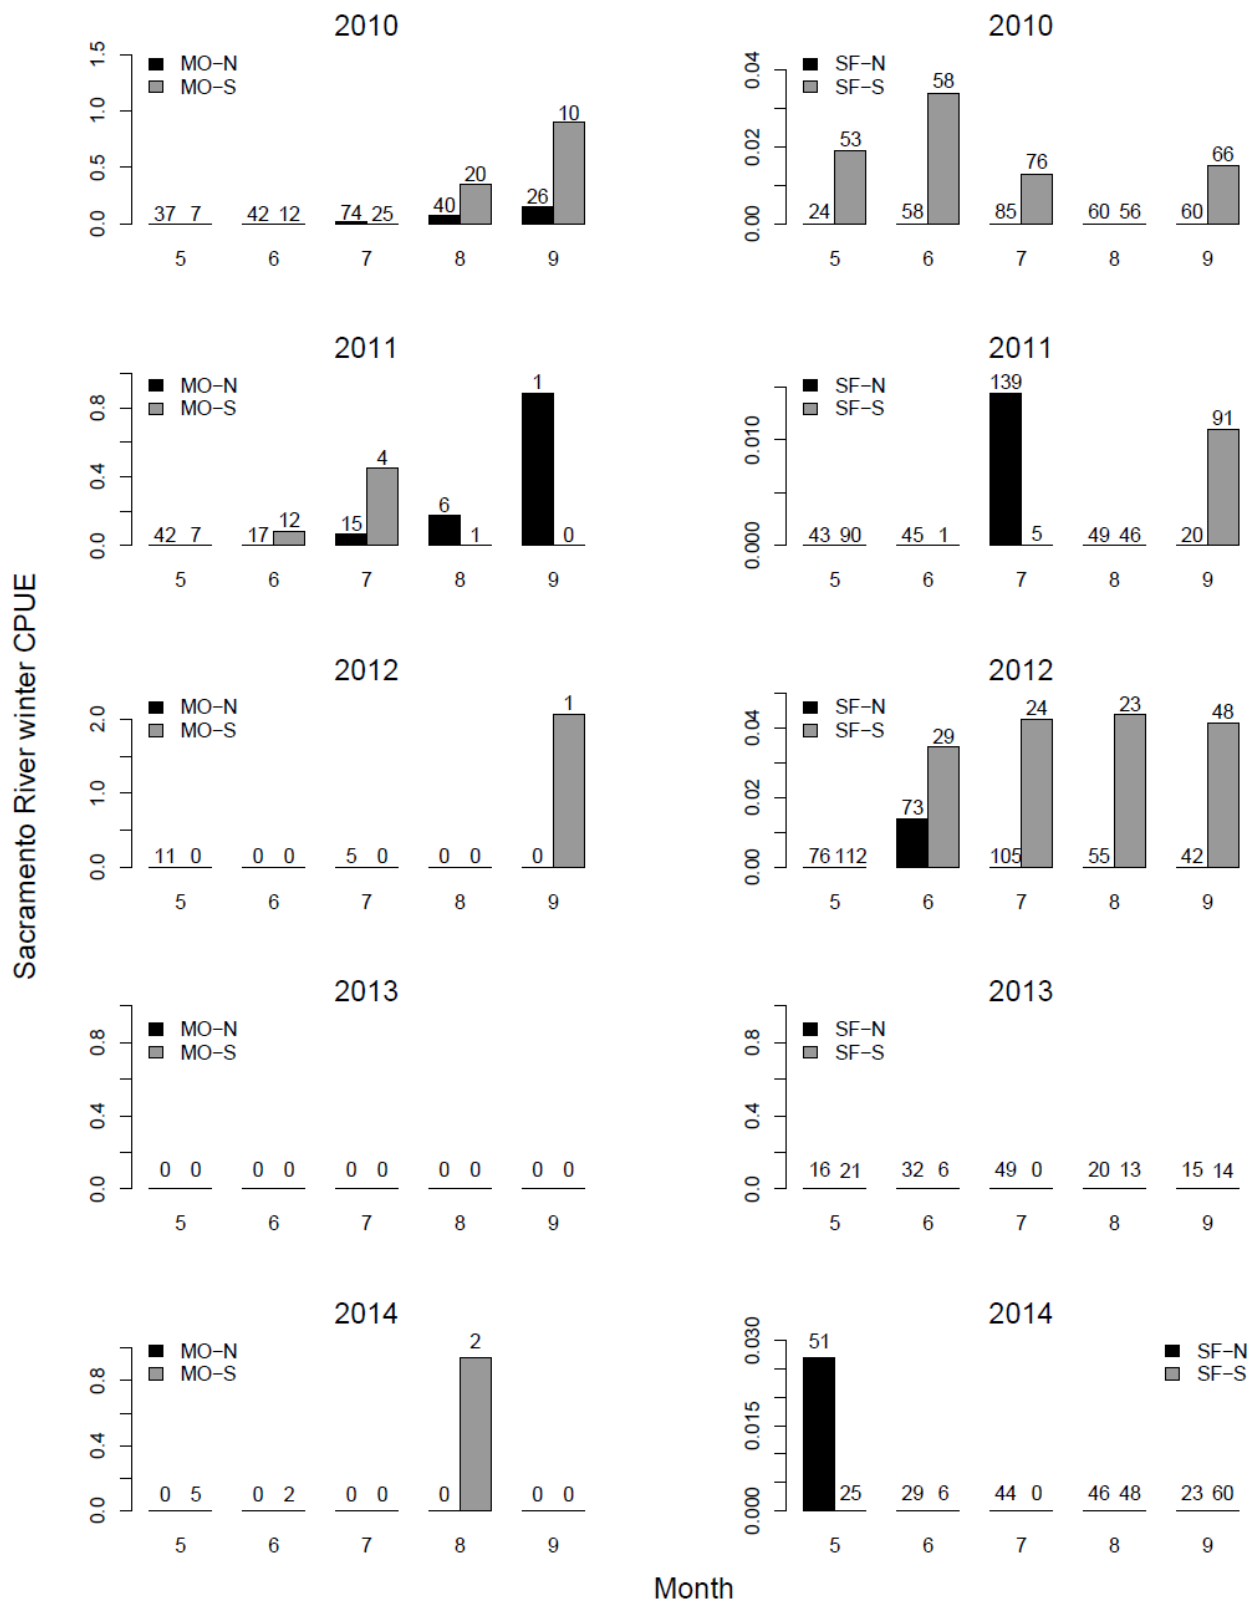 2010
1.5
1.0
0.5
0.0
MO-N
MO-S
37 7 42 12 74 25 40 20 26 10
5 6 7 8 9
2010
0.04
0.02
0.00
SF-N
SF-S
24 53 58 58 85 76 60 56 60 66
5 6 7 8 9
2011
0.8
0.4
0.0
MO-N
MO-S
42 7 17 12 15 4 6 1 1 0
5 6 7 8 9
2011
0.010
0.000
SF-N
SF-S
43 90 45 1 139 5 49 46 20 91
5 6 7 8 9
Sacramento River winter CPUE
2012
2.0
1.0
0.0
MO-N
MO-S
11 0 0 0 5 0 0 0 0 1
5 6 7 8 9
2012
0.04
0.02
0.00
SF-N
SF-S
76 112 73 29 105 24 55 23 42 48
5 6 7 8 9
2013
0.8
0.4
0.0
MO-N
MO-S
0 0 0 0 0 0 0 0 0 0
5 6 7 8 9
2013
0.8
0.4
0.0
SF-N
SF-S
16 21 32 6 49 0 20 13 15 14
5 6 7 8 9
2014
0.8
0.4
0.0
MO-N
MO-S
0 5 0 2 0 0 0 2 0 0
5 6 7 8 9
2014
0.030
0.015
0.000
SF-N
SF-S
51 25 29 6 44 0 46 48 23 60
5 6 7 8 9
Month